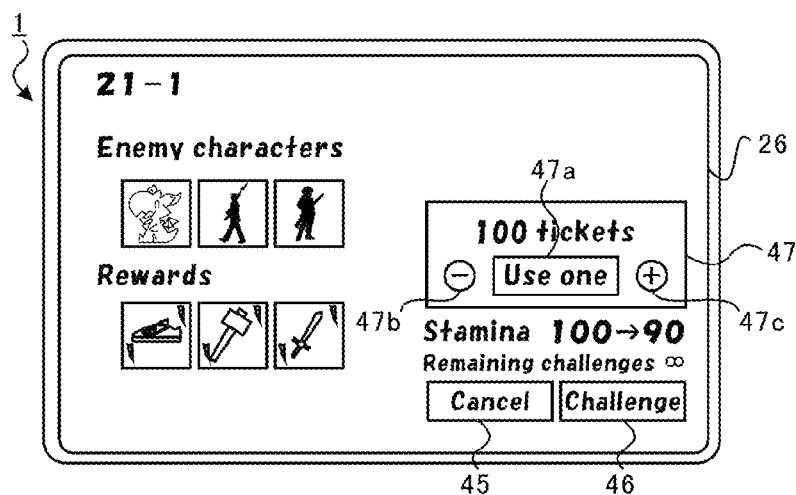 1
21-1
26
Enemy characters
47a
100 tickets
47
− Use one +
Rewards
47b
47c
Stamina 100→90
Remaining challenges ∞
Cancel Challenge
45 46